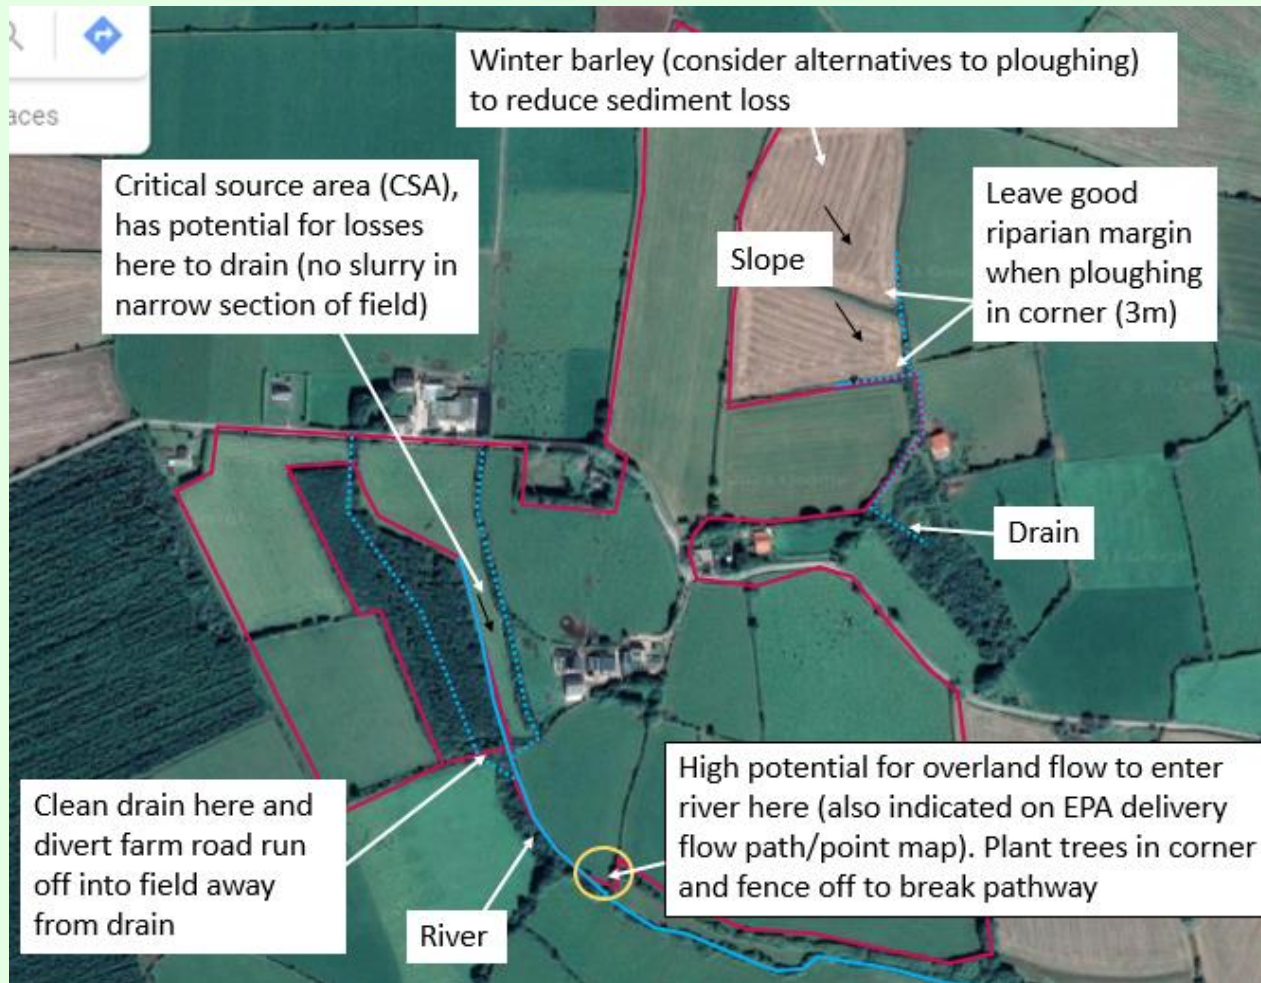 aces
Winter barley (consider alternatives to ploughing)
to reduce sediment loss
Critical source area (CSA),
has potential for losses
here to drain (no slurry in
narrow section of field)
Leave good
riparian margin
when ploughing
in corner (3m)
Slope
Drain
High potential for overland flow to enter
river here (also indicated on EPA delivery
flow path/point map). Plant trees in corner
and fence off to break pathway
Clean drain here and
divert farm road run
off into field away
from drain
River